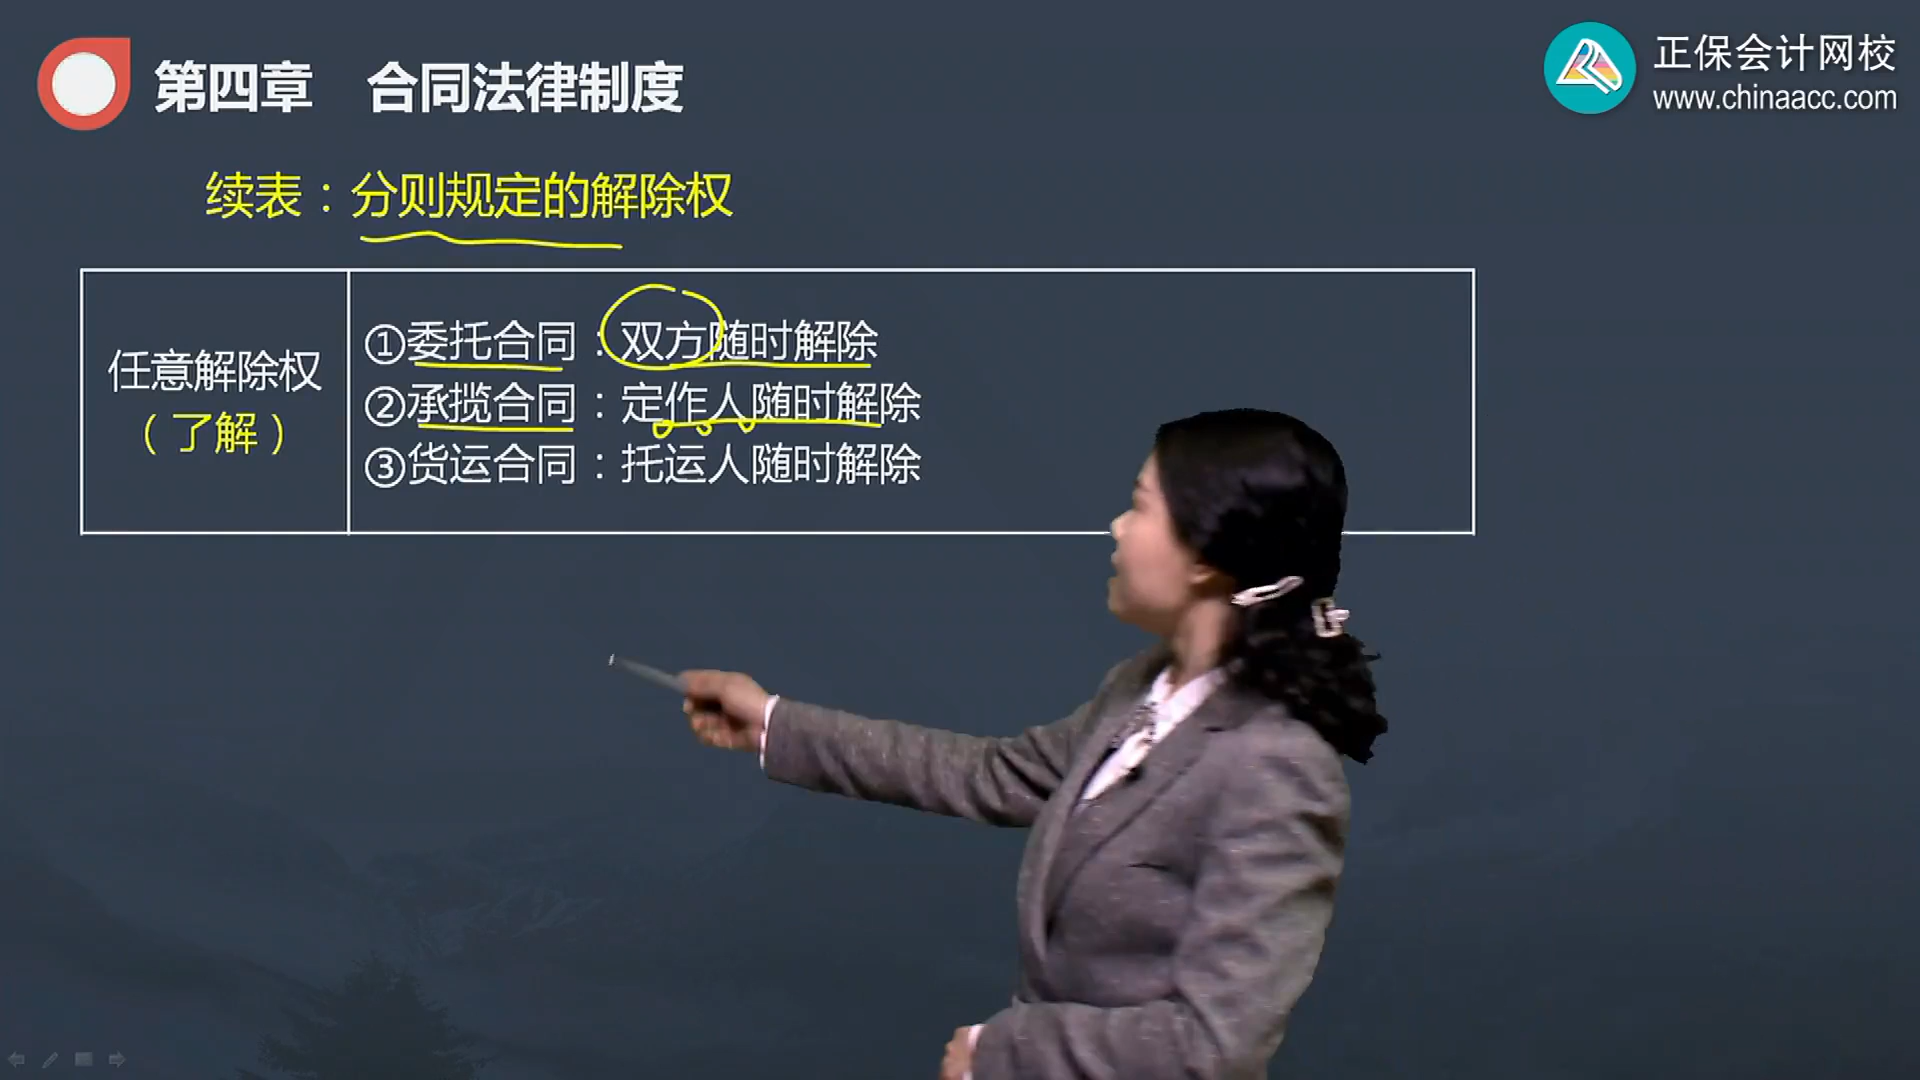 第四章 合同法律制度
正保会计网校
www.chinaacc.com
续表：分则规定的解除权
任意解除权
（了解）
①委托合同：双方随时解除
②承揽合同：定作人随时解除
③货运合同：托运人随时解除